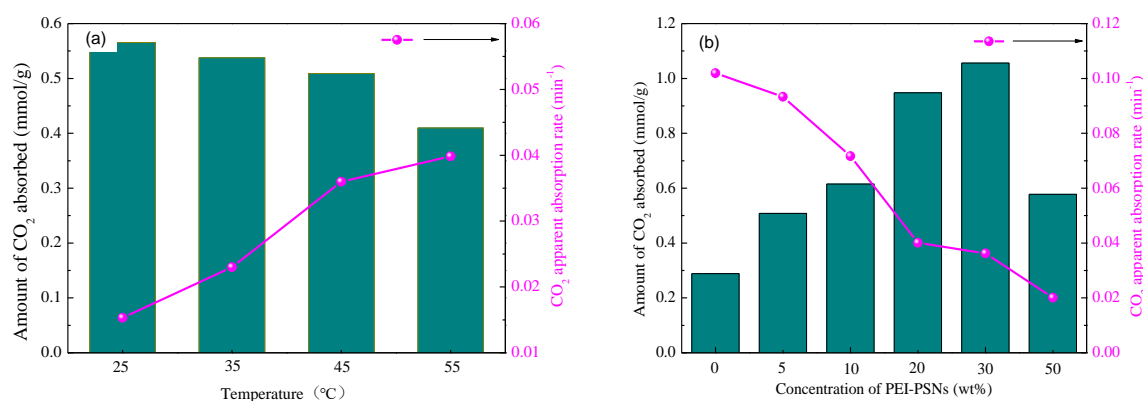 (a)
0.6
0.5
0.4
0.3
0.2
0.1
0.0
Amount of CO₂ absorbed (mmol/g)
25 35 45 55
Temperature (℃)
0.06
0.05
0.04
0.03
0.02
0.01
CO₂ apparent absorption rate (min⁻¹)
(b)
1.2
1.0
0.8
0.6
0.4
0.2
0.0
Amount of CO₂ absorbed (mmol/g)
0 5 10 20 30 50
Concentration of PEI-PSNs (wt%)
0.12
0.10
0.08
0.06
0.04
0.02
0.00
CO₂ apparent absorption rate (min⁻¹)